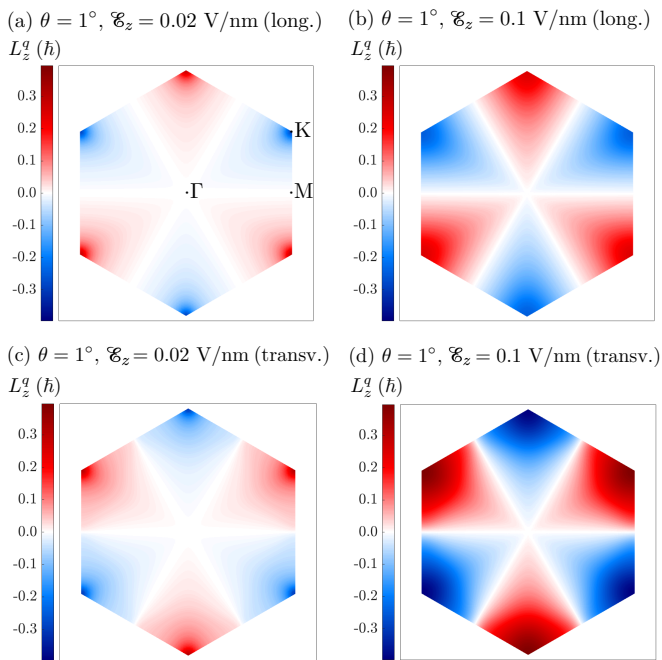 (a) θ = 1°, ℰz = 0.02 V/nm (long.)
(b) θ = 1°, ℰz = 0.1 V/nm (long.)
L_z^q (ℏ)
L_z^q (ℏ)
0.3
0.2
0.1
0.0
-0.1
-0.2
-0.3
K
Γ
M
0.3
0.2
0.1
0.0
-0.1
-0.2
-0.3
(c) θ = 1°, ℰz = 0.02 V/nm (transv.)
(d) θ = 1°, ℰz = 0.1 V/nm (transv.)
L_z^q (ℏ)
L_z^q (ℏ)
0.3
0.2
0.1
0.0
-0.1
-0.2
-0.3
0.3
0.2
0.1
0.0
-0.1
-0.2
-0.3